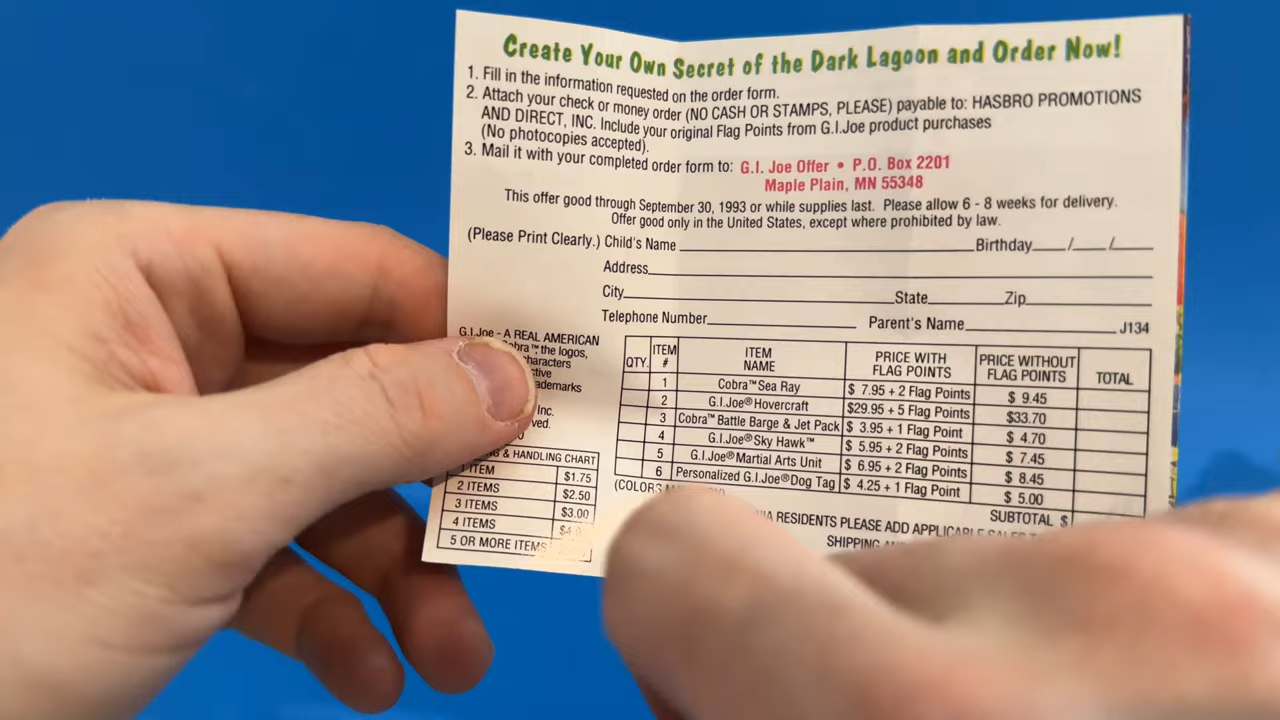 Create Your Own Secret of the Dark Lagoon and Order Now!
1. Fill in the information requested on the order form.
2. Attach your check or money order (NO CASH OR STAMPS, PLEASE) payable to: HASBRO PROMOTIONS
AND DIRECT, INC. Include your original Flag Points from G.I.Joe product purchases
(No photocopies accepted).
3. Mail it with your completed order form to: G.I. Joe Offer • P.O. Box 2201
Maple Plain, MN 55348
This offer good through September 30, 1993 or while supplies last. Please allow 6 - 8 weeks for delivery.
Offer good only in the United States, except where prohibited by law.
(Please Print Clearly.) Child's Name Birthday / /
Address
City State Zip
Telephone Number Parent's Name J134
G.I.Joe - A REAL AMERICAN
the logos,
Inc.
& HANDLING CHART
1 ITEM $1.75
2 ITEMS $2.50
3 ITEMS $3.00
4 ITEMS
5 OR MORE ITEMS
QTY. ITEM # ITEM NAME PRICE WITH FLAG POINTS PRICE WITHOUT FLAG POINTS TOTAL
1 Cobra™ Sea Ray $ 7.95 + 2 Flag Points $ 9.45
2 G.I.Joe® Hovercraft $29.95 + 5 Flag Points $33.70
3 Cobra™ Battle Barge & Jet Pack $ 3.95 + 1 Flag Point $ 4.70
4 G.I.Joe® Sky Hawk™ $ 5.95 + 2 Flag Points $ 7.45
5 G.I.Joe® Martial Arts Unit $ 6.95 + 2 Flag Points $ 8.45
6 Personalized G.I.Joe® Dog Tag $ 4.25 + 1 Flag Point $ 5.00
(COLORS
SUBTOTAL $
RESIDENTS PLEASE ADD
SHIPPING